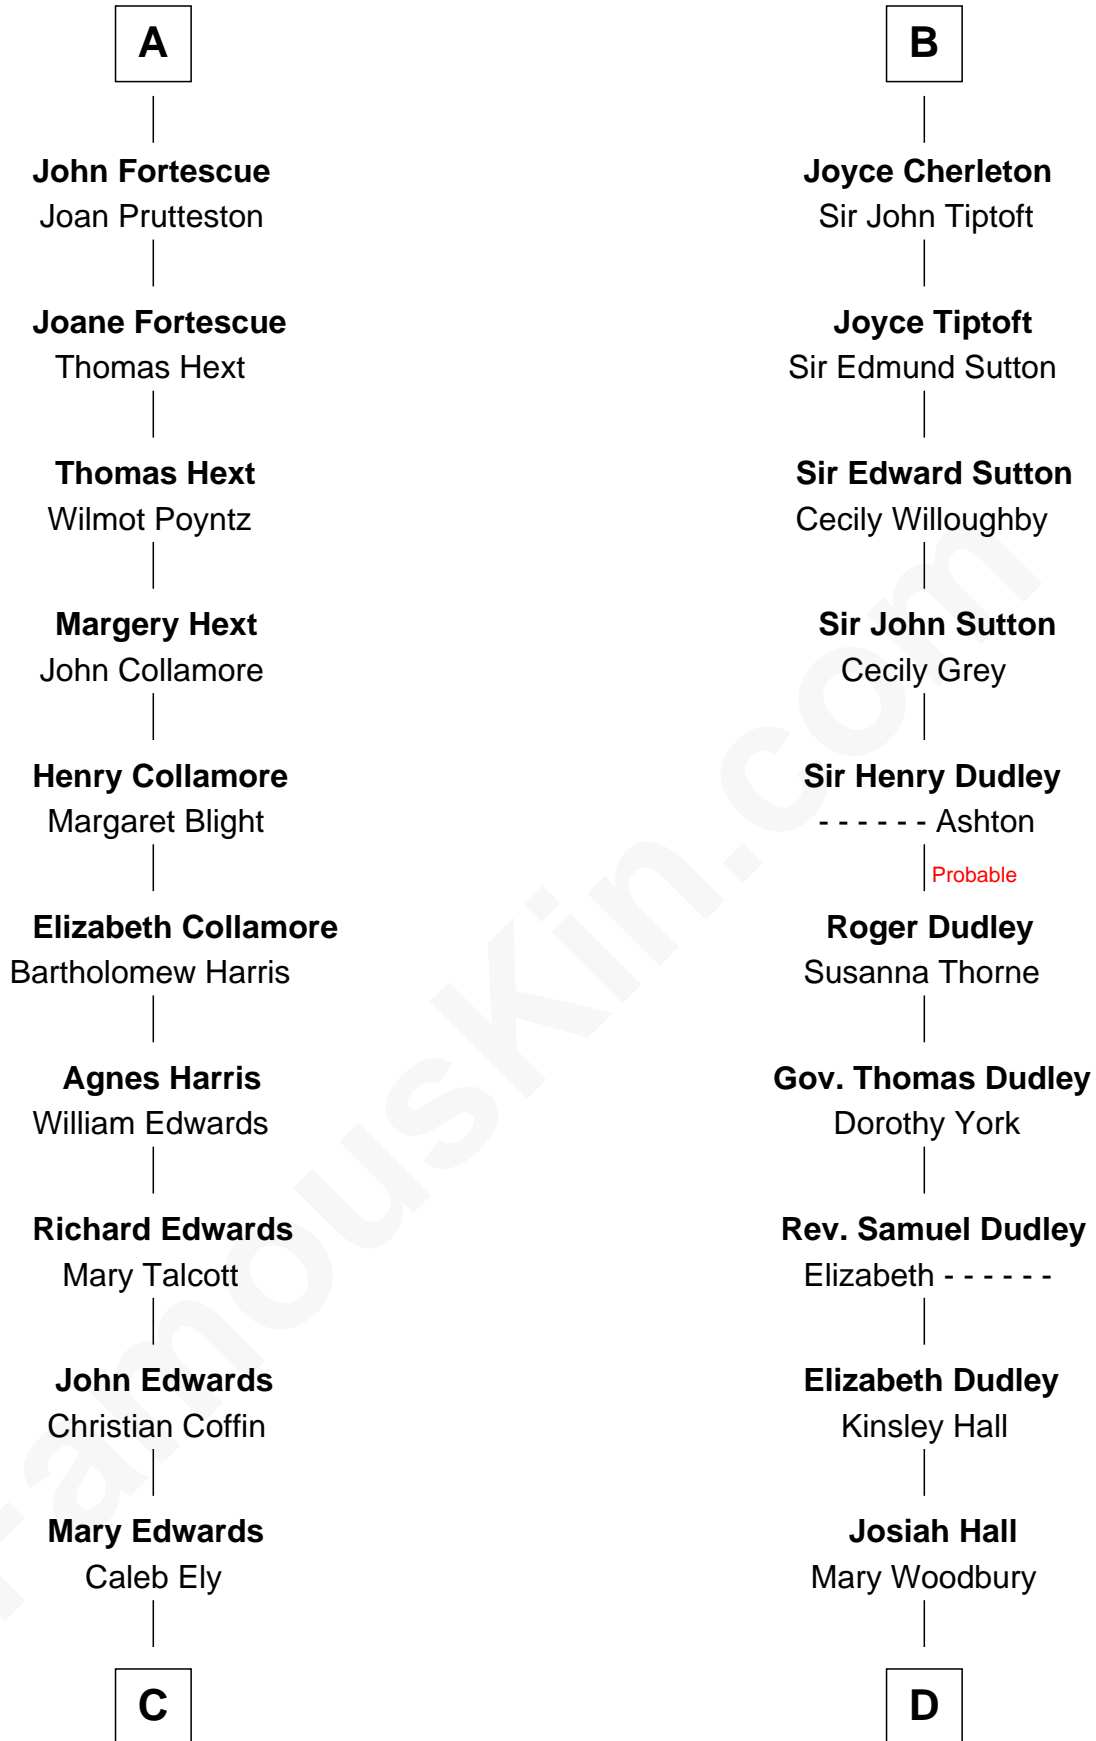 A
John Fortescue
Joan Prutteston
Joane Fortescue
Thomas Hext
Thomas Hext
Wilmot Poyntz
Margery Hext
John Collamore
Henry Collamore
Margaret Blight
Elizabeth Collamore
Bartholomew Harris
Agnes Harris
William Edwards
Richard Edwards
Mary Talcott
John Edwards
Christian Coffin
Mary Edwards
Caleb Ely
C
B
Joyce Cherleton
Sir John Tiptoft
Joyce Tiptoft
Sir Edmund Sutton
Sir Edward Sutton
Cecily Willoughby
Sir John Sutton
Cecily Grey
Sir Henry Dudley
- - - - - - Ashton
Probable
Roger Dudley
Susanna Thorne
Gov. Thomas Dudley
Dorothy York
Rev. Samuel Dudley
Elizabeth - - - - - -
Elizabeth Dudley
Kinsley Hall
Josiah Hall
Mary Woodbury
D
FamousKin.com